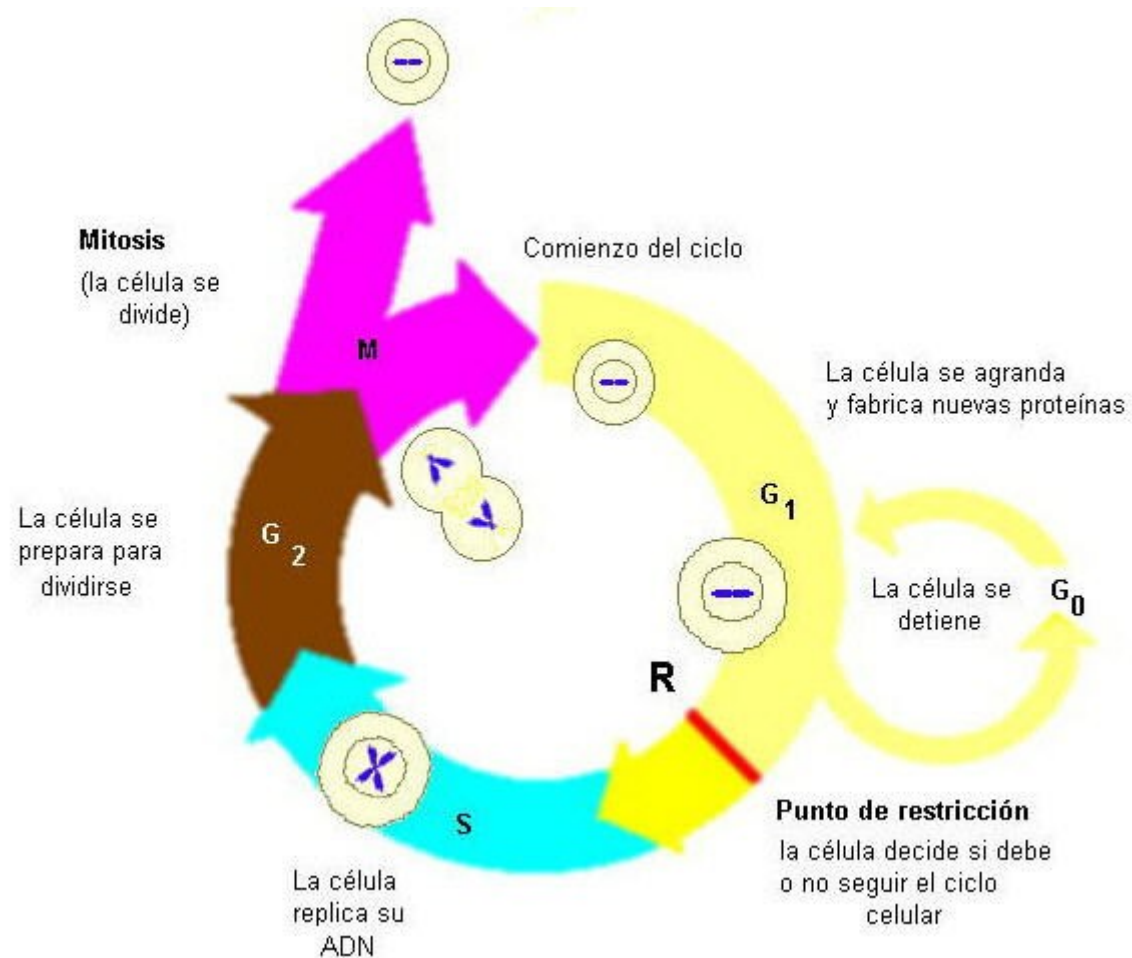 Comienzo del ciclo
Mitosis
(la célula se
divide)
M
La célula se agranda
y fabrica nuevas proteínas
G1
La célula se
detiene
G0
R
Punto de restricción
la célula decide si debe
o no seguir el ciclo
celular
S
La célula
replica su
ADN
G2
La célula se
prepara para
dividirse